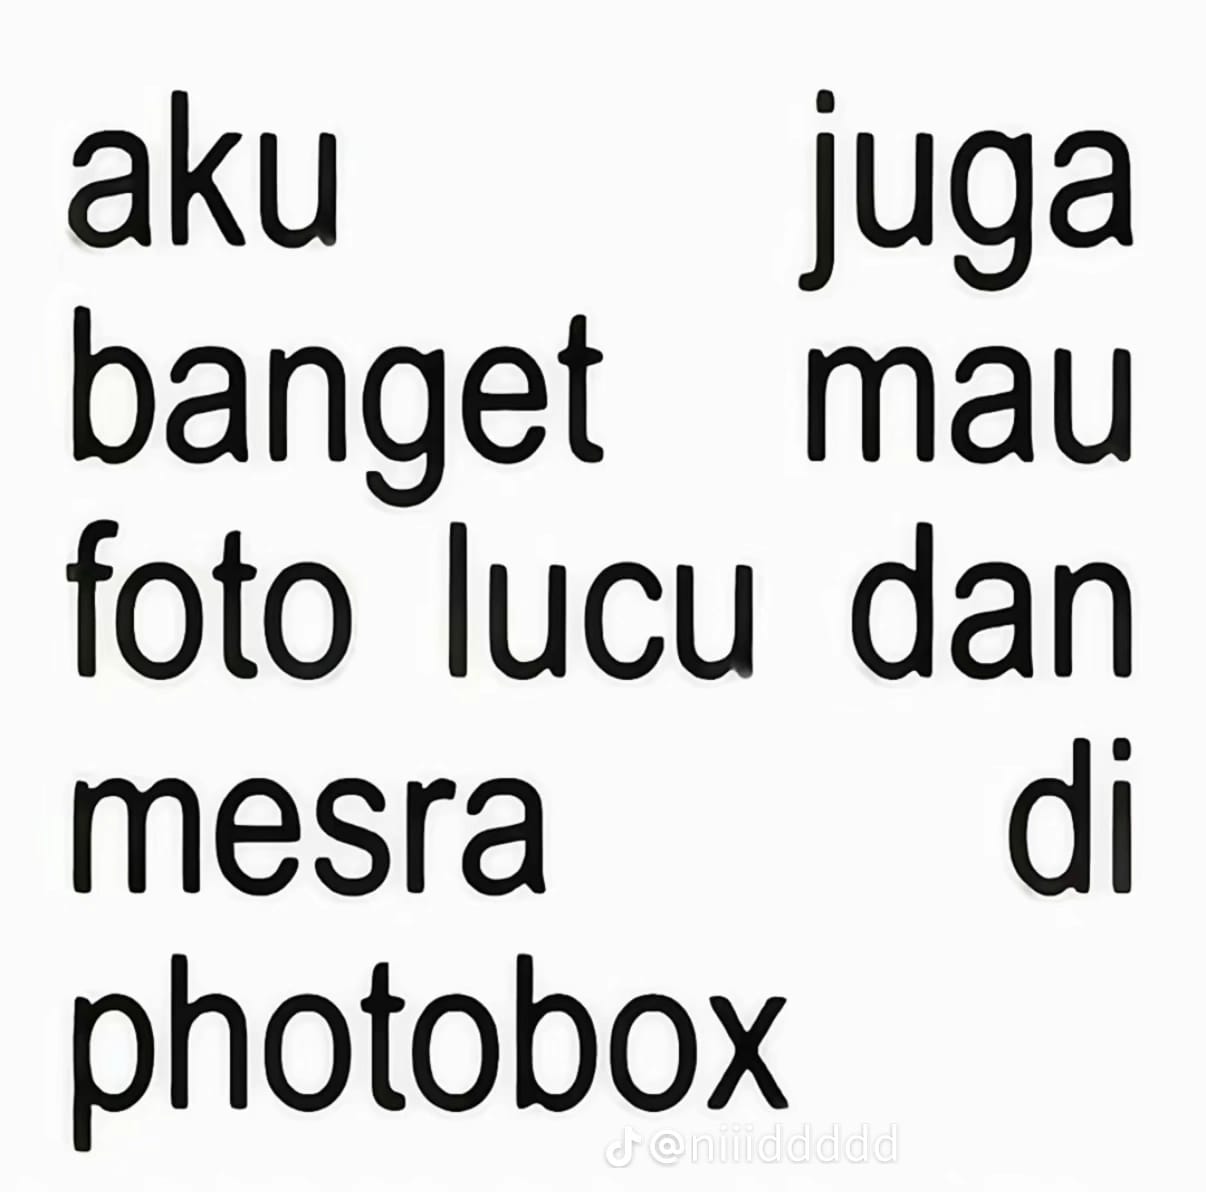 aku juga
banget mau
foto lucu dan
mesra di
photobox
@niiiddddd